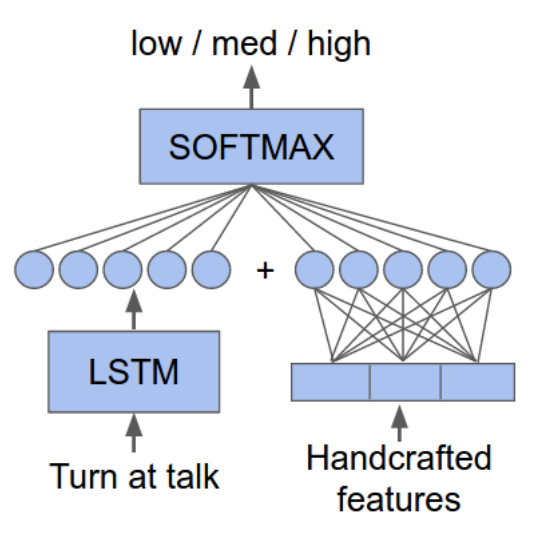 low / med / high
SOFTMAX
+
LSTM
Turn at talk
Handcrafted
features